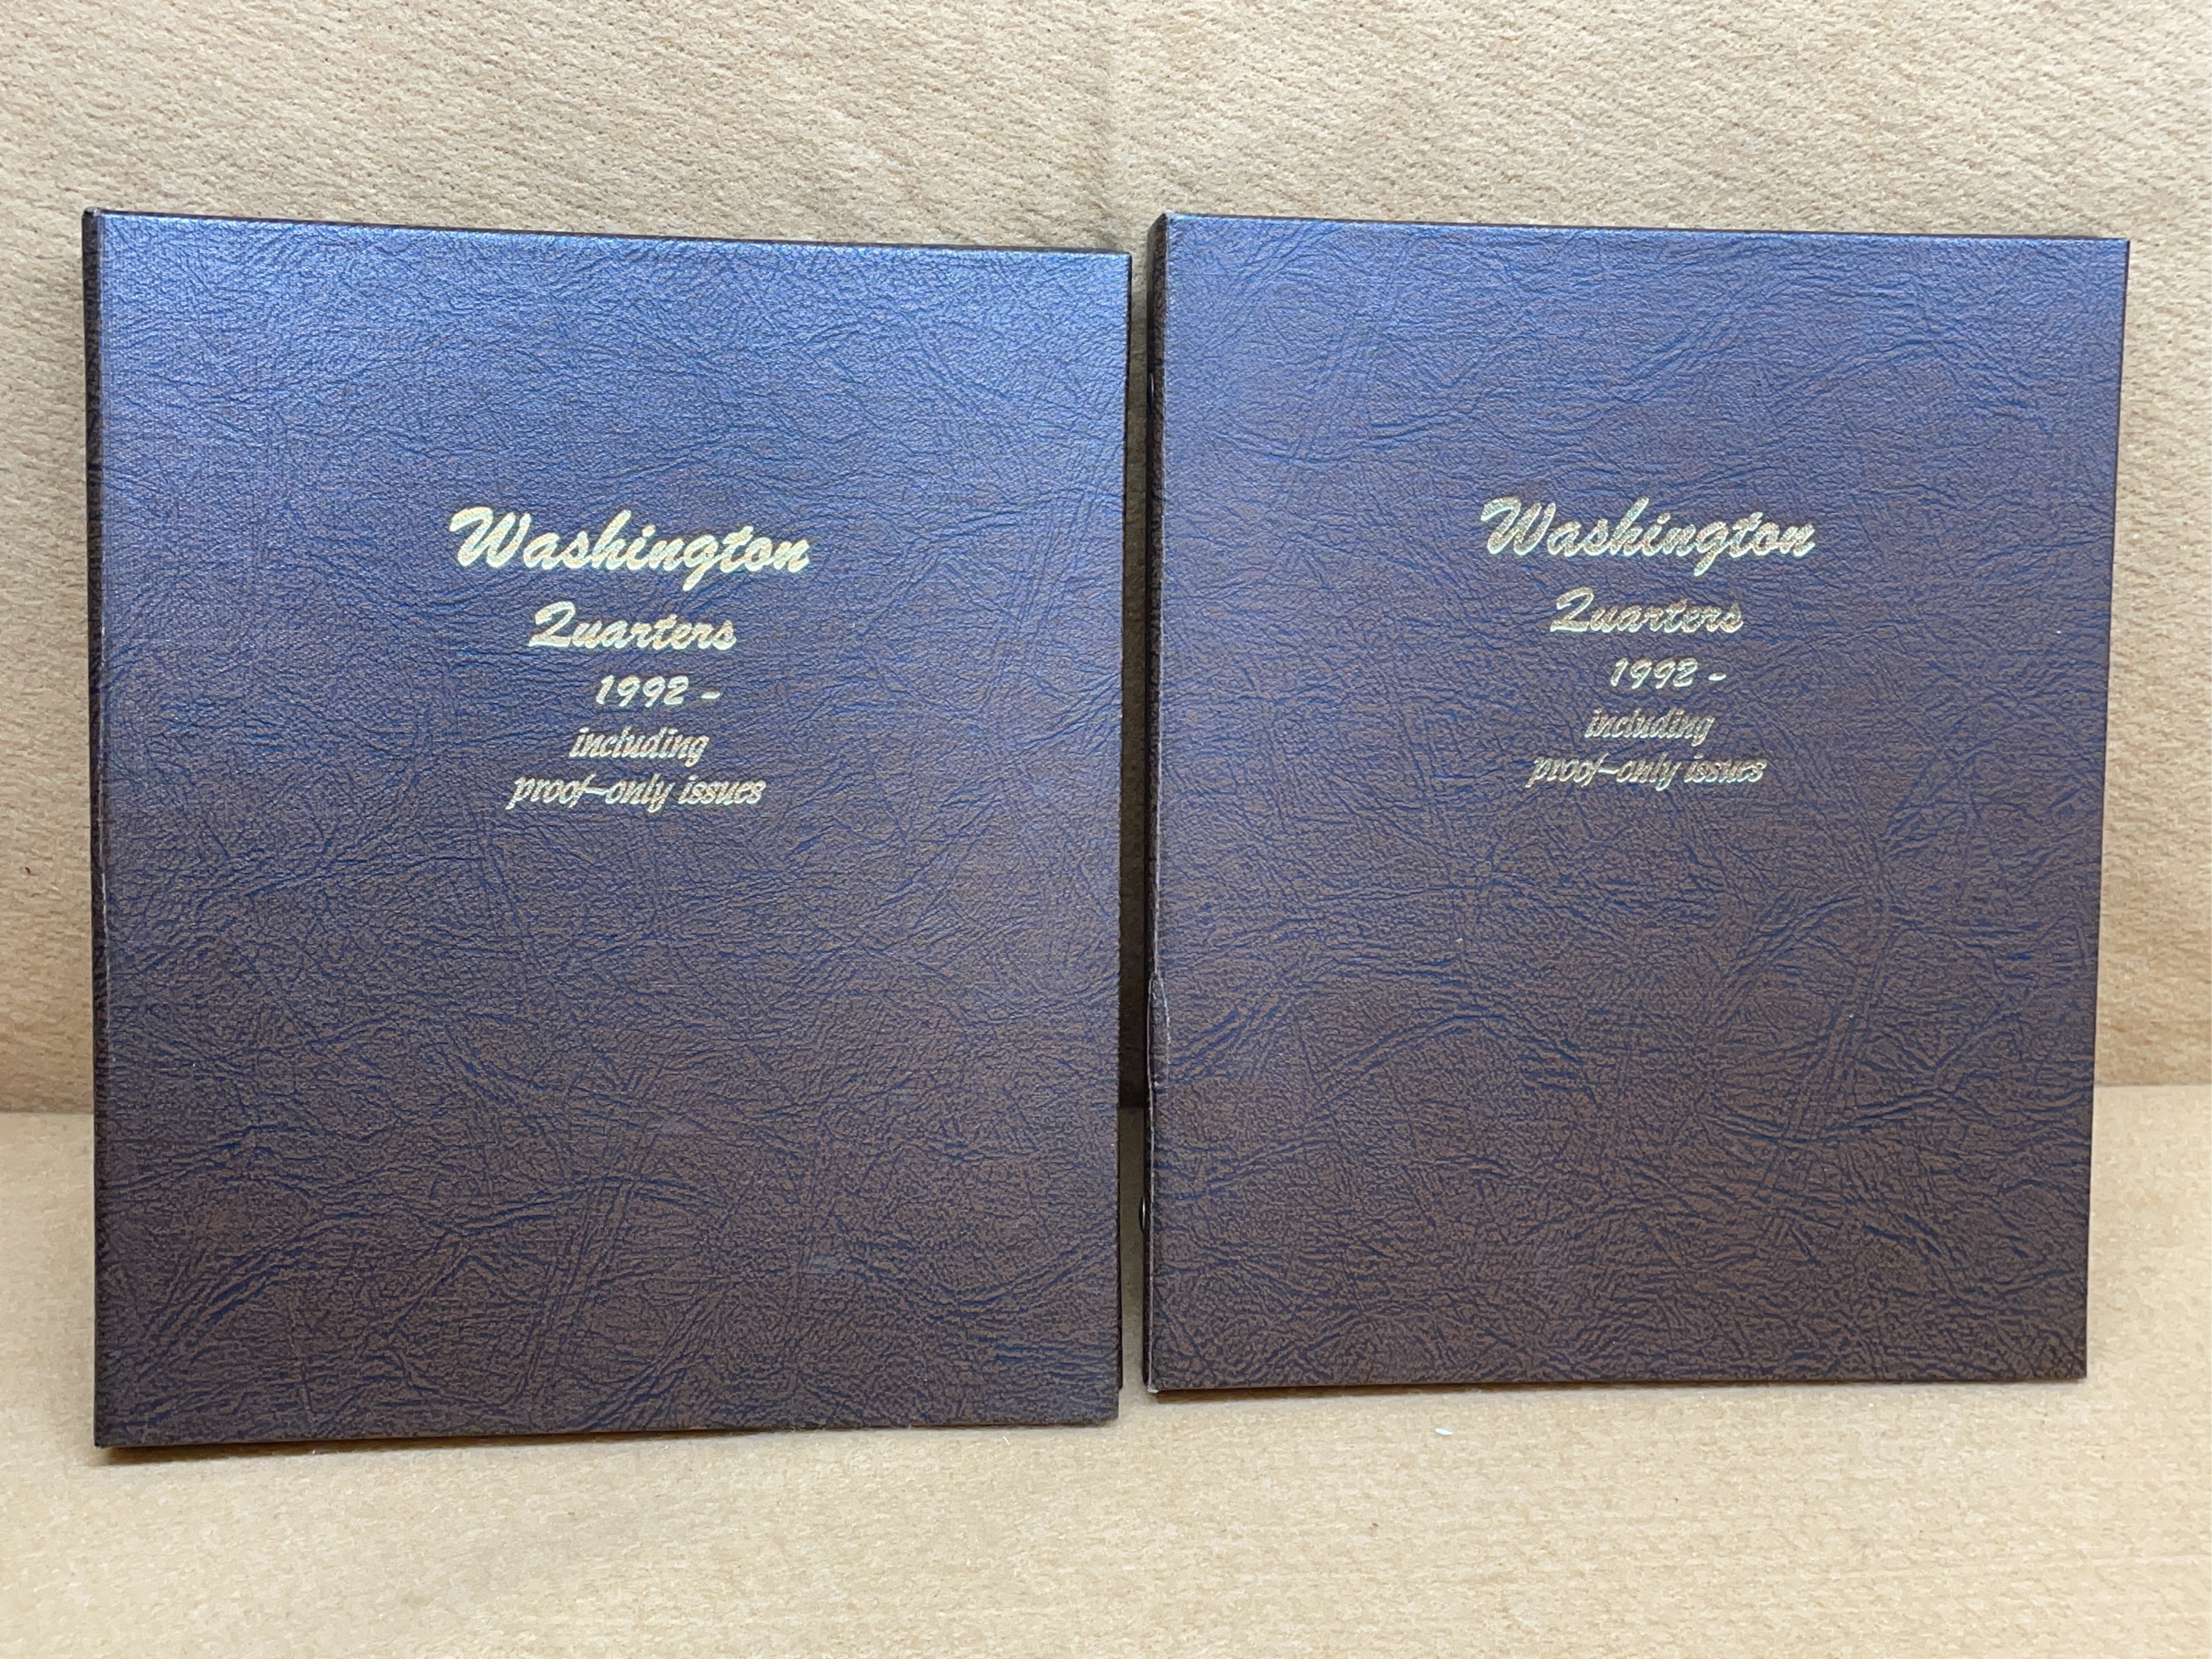 Washington
Quarters
1992 -
including
proof-only issues
Washington
Quarters
1992 -
including
proof-only issues